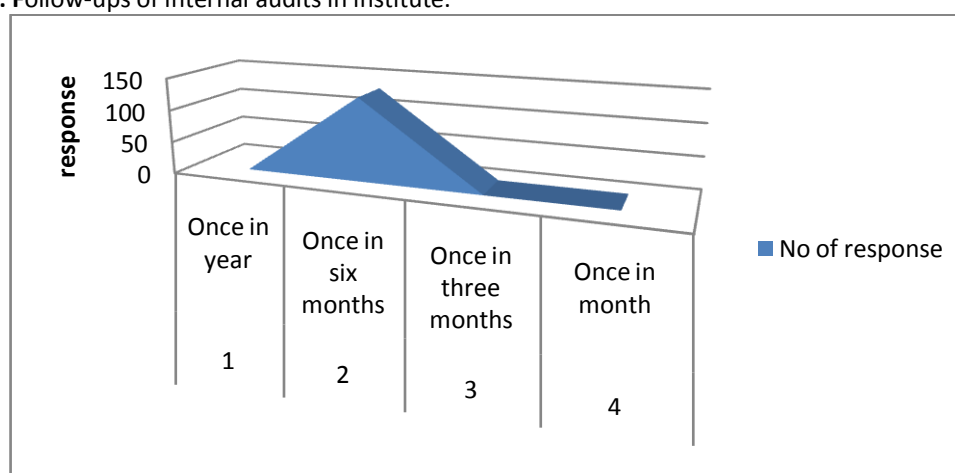 . Follow-ups of internal audits in institute.
response
150
100
50
0
Once in
year
1
Once in
six
months
2
Once in
three
months
3
Once in
month
4
No of response